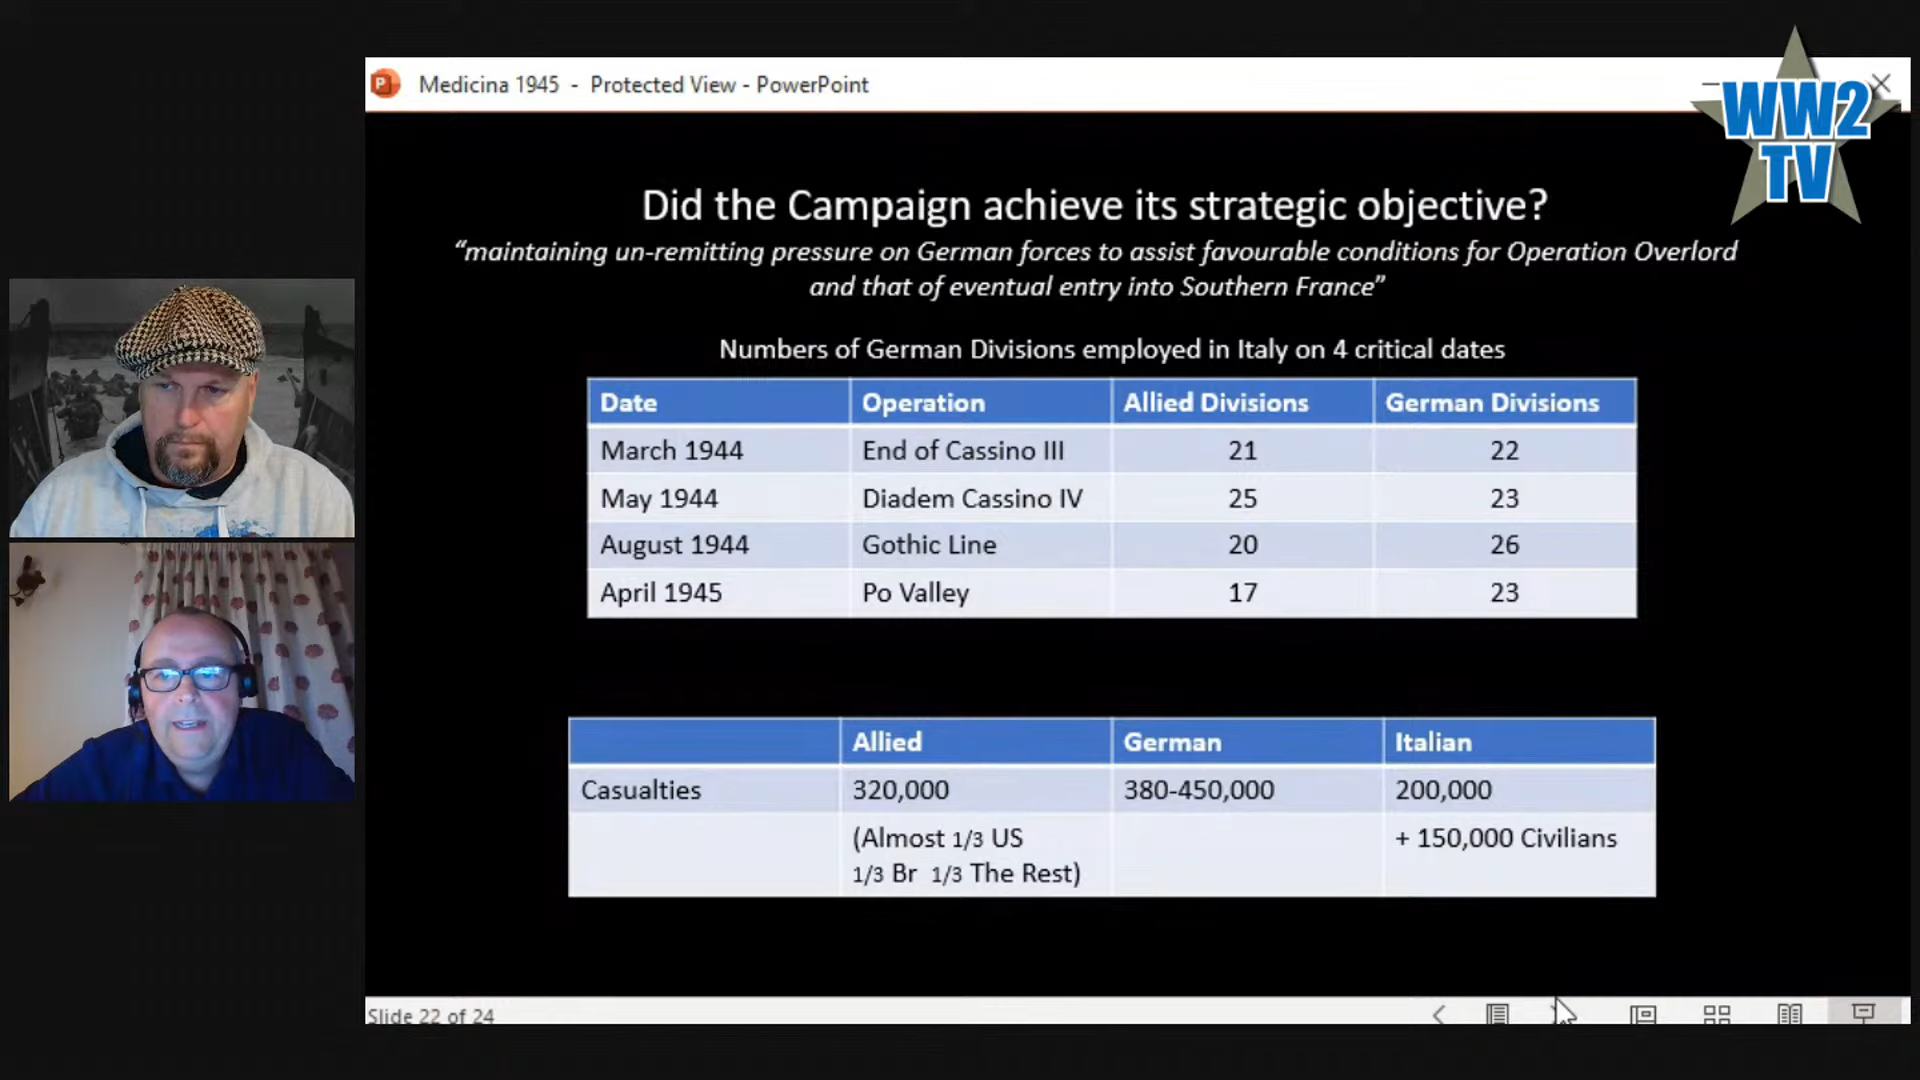 Medicina 1945 - Protected View - PowerPoint
WW2
TV
Did the Campaign achieve its strategic objective?
“maintaining un-remitting pressure on German forces to assist favourable conditions for Operation Overlord
and that of eventual entry into Southern France”
Numbers of German Divisions employed in Italy on 4 critical dates
Date Operation Allied Divisions German Divisions
March 1944 End of Cassino III 21 22
May 1944 Diadem Cassino IV 25 23
August 1944 Gothic Line 20 26
April 1945 Po Valley 17 23
Allied German Italian
Casualties 320,000 380-450,000 200,000
(Almost 1/3 US + 150,000 Civilians
1/3 Br 1/3 The Rest)
Slide 22 of 24